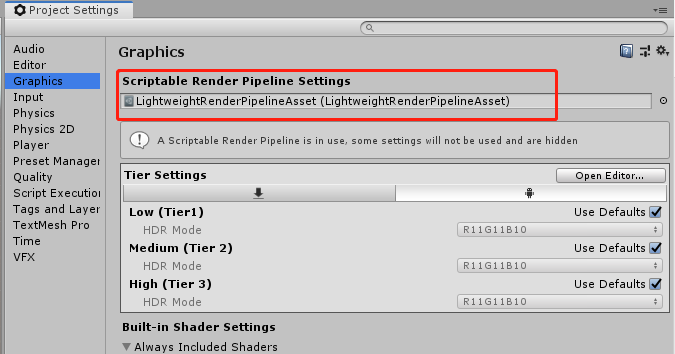 Project Settings
Audio
Editor
Graphics
Input
Physics
Physics 2D
Player
Preset Manager
Quality
Script Execution
Tags and Layer
TextMesh Pro
Time
VFX
Graphics
Scriptable Render Pipeline Settings
LightweightRenderPipelineAsset (LightweightRenderPipelineAsset)
A Scriptable Render Pipeline is in use, some settings will not be used and are hidden
Tier Settings
Open Editor...
Low (Tier1) Use Defaults
HDR Mode R11G11B10
Medium (Tier 2) Use Defaults
HDR Mode R11G11B10
High (Tier 3) Use Defaults
HDR Mode R11G11B10
Built-in Shader Settings
Always Included Shaders